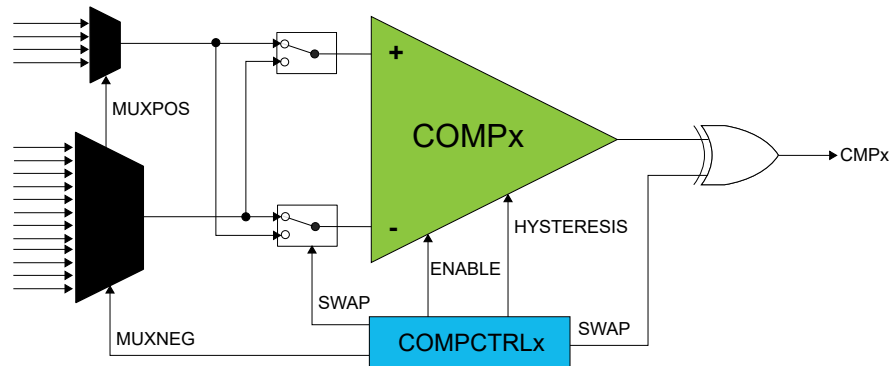 MUXPOS
+
COMPx
CMPx
-
HYSTERESIS
ENABLE
SWAP
SWAP
MUXNEG
COMPCTRLx